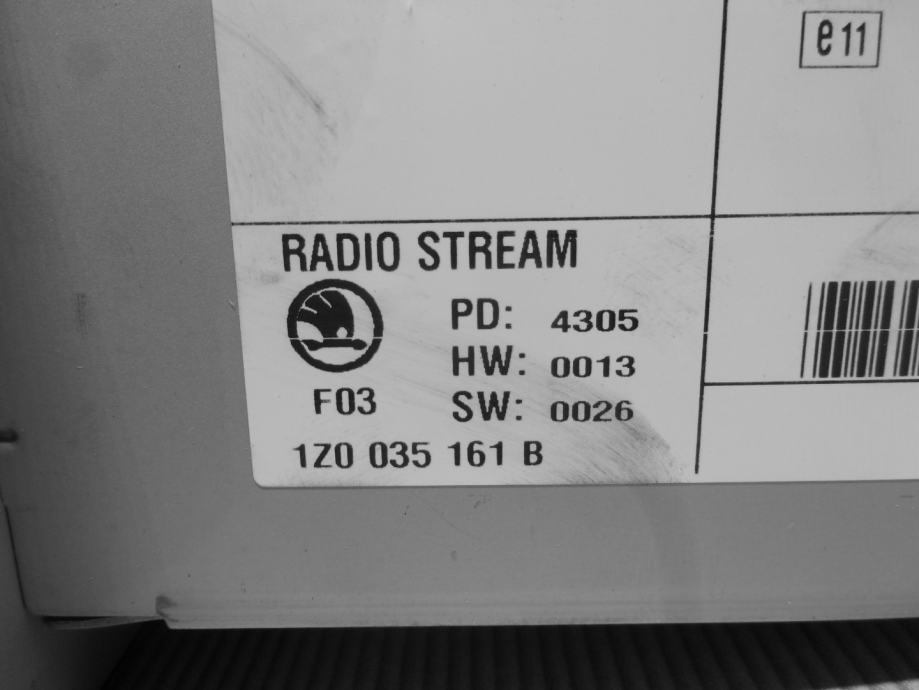 e11
RADIO STREAM
PD: 4305
HW: 0013
F03
SW: 0026
1Z0 035 161 B